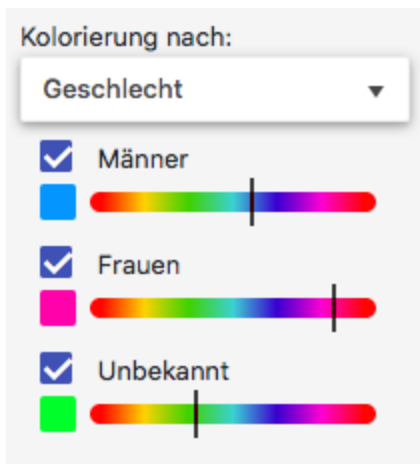 Kolorierung nach:
Geschlecht
Männer
Frauen
Unbekannt